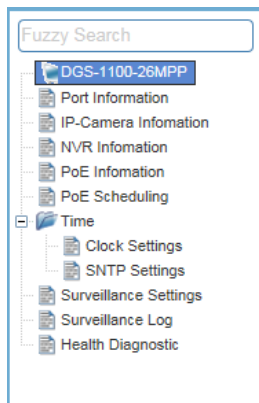 Fuzzy Search
DGS-1100-26MPP
Port Information
IP-Camera Infomation
NVR Infomation
PoE Infomation
PoE Scheduling
Time
Clock Settings
SNTP Settings
Surveillance Settings
Surveillance Log
Health Diagnostic